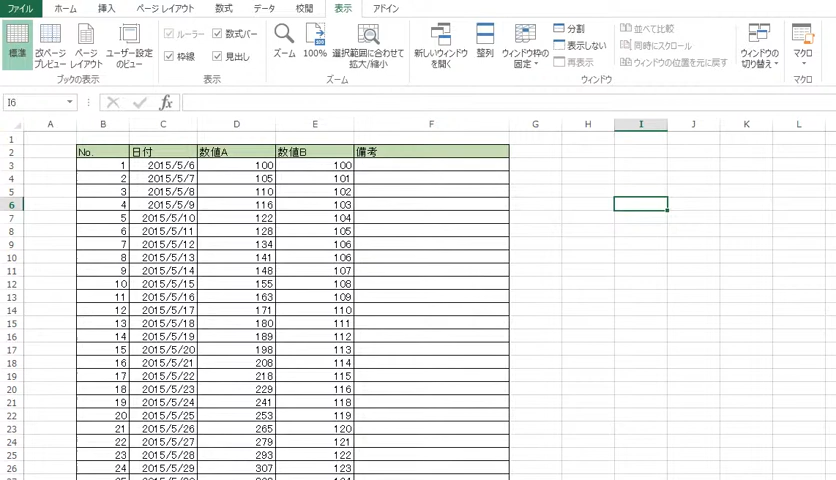 ファイル ホーム 挿入 ページ レイアウト 数式 データ 校閲 表示 アドイン
標準 改ページ プレビュー ページ レイアウト ユーザー設定 のビュー ルーラー 数式バー 枠線 見出し ズーム 100% 選択範囲に合わせて 拡大/縮小 新しいウィンドウ を開く 整列 ウィンドウ枠の 固定 分割 表示しない 再表示 並べて比較 同時にスクロール ウィンドウの位置を元に戻す ウィンドウの 切り替え マクロ
ブックの表示 表示 ズーム ウィンドウ マクロ
I6 fx
A B C D E F G H I J K L
1
2 No. 日付 数値A 数値B 備考
3 1 2015/5/6 100 100
4 2 2015/5/7 105 101
5 3 2015/5/8 110 102
6 4 2015/5/9 116 103
7 5 2015/5/10 122 104
8 6 2015/5/11 128 105
9 7 2015/5/12 134 106
10 8 2015/5/13 141 106
11 9 2015/5/14 148 107
12 10 2015/5/15 155 108
13 11 2015/5/16 163 109
14 12 2015/5/17 171 110
15 13 2015/5/18 180 111
16 14 2015/5/19 189 112
17 15 2015/5/20 198 113
18 16 2015/5/21 208 114
19 17 2015/5/22 218 115
20 18 2015/5/23 229 116
21 19 2015/5/24 241 118
22 20 2015/5/25 253 119
23 21 2015/5/26 265 120
24 22 2015/5/27 279 121
25 23 2015/5/28 293 122
26 24 2015/5/29 307 123